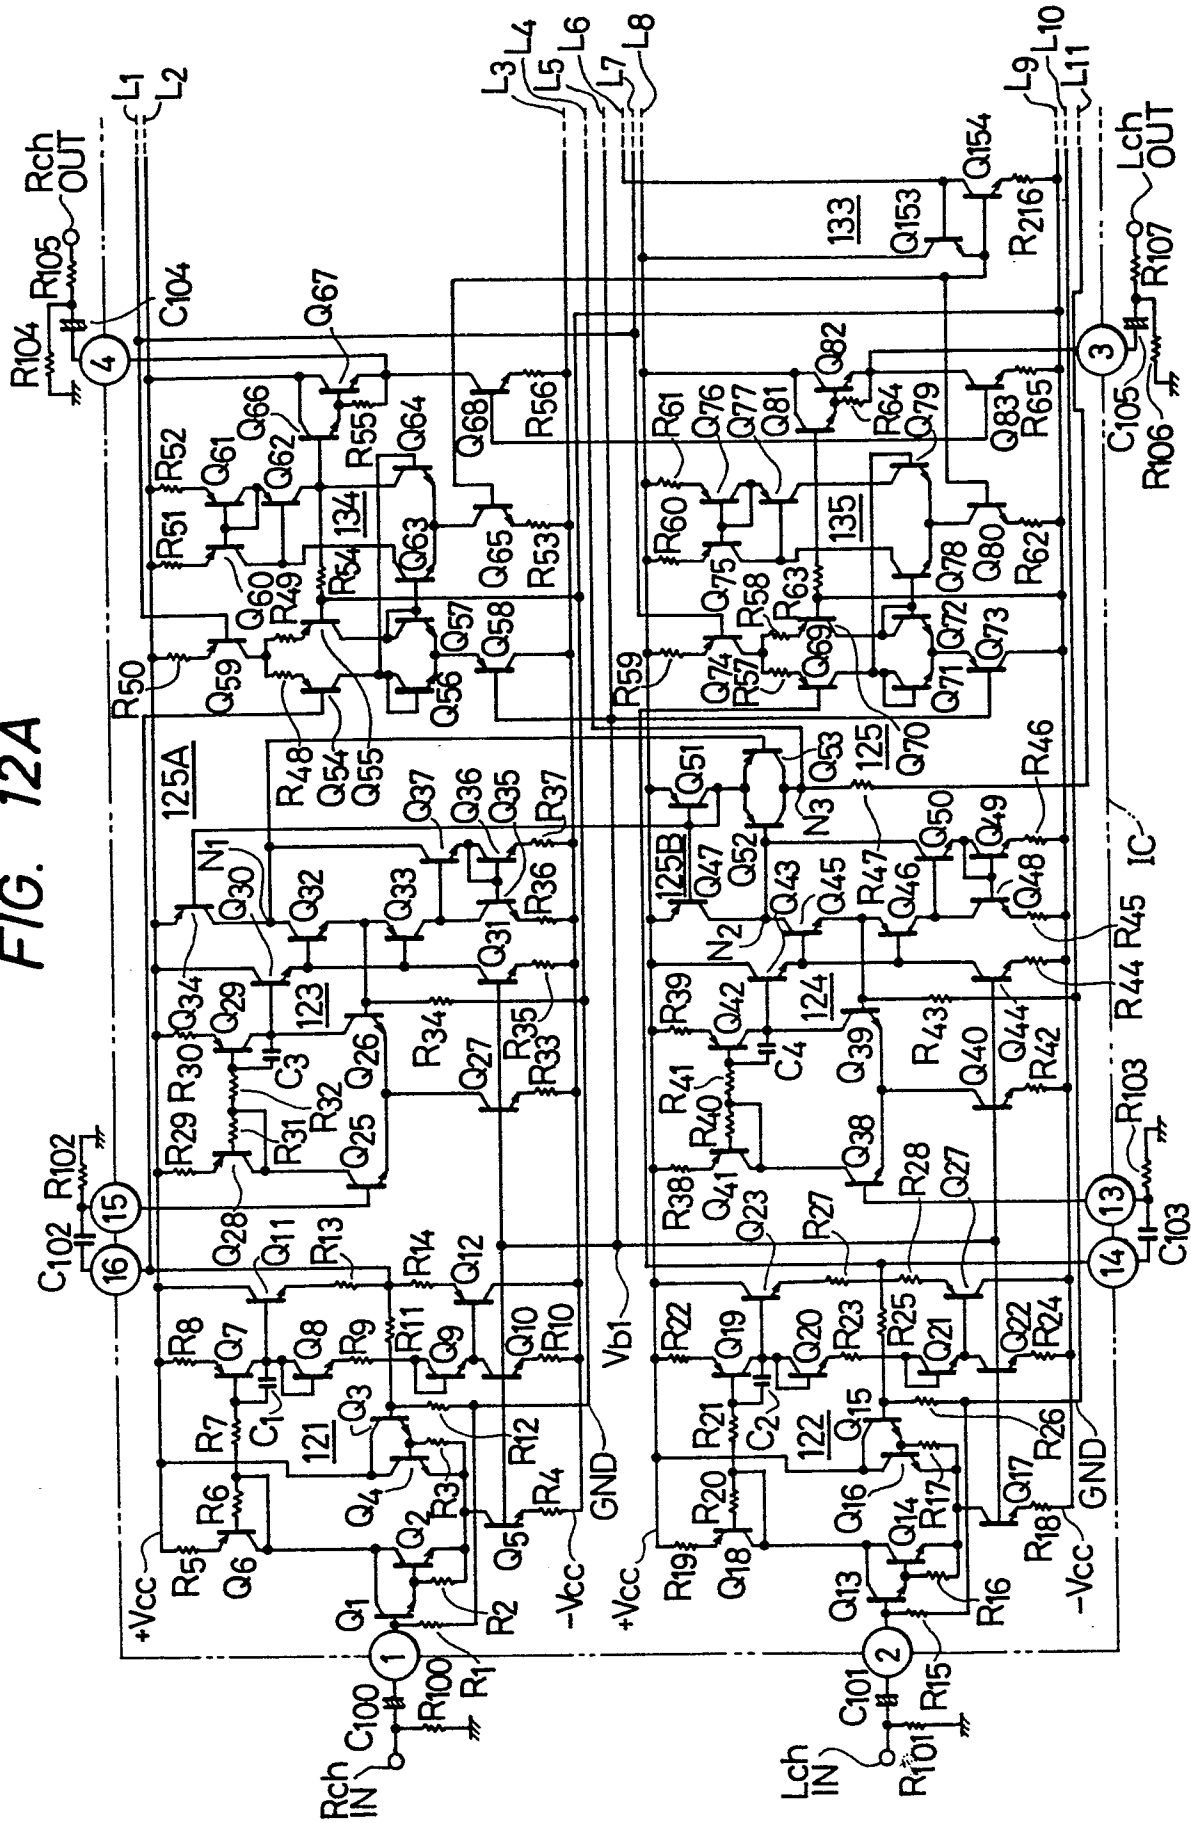 FIG. 12A
Rch
IN
C100
R100
1
R1
Q1
R2
+Vcc
R5
Q6
R6
R7
Q2
Q4
Q3
R3
Q5
R4
-Vcc
GND
121
R12
C1
R8
Q7
Q8
R9
R11
Q9
Q10
R10
Q11
R13
R14
Q12
C102
R102
16
15
R29
Q28
R31
R32
R30
Q29
C3
Q25
Q26
123
Q27
R33
R34
R35
Q31
Q34
Q30
N1
Q32
Q33
125A
Q37
Q36
Q35
R36
R37
Vb1
R50
Q59
R48
R49
Q54
Q55
Q56
Q57
Q58
R51
R52
Q60
Q61
Q62
134
R54
Q63
Q64
Q65
R53
Q66
Q67
R55
Q68
R56
4
R104
R105
C104
Rch
OUT
L1
L2
L3
L4
L5
L6
L7
L8
L9
L10
L11
Lch
IN
C101
R101
2
R15
Q13
R16
+Vcc
R19
Q18
R20
R21
Q14
Q16
Q15
R17
Q17
R18
-Vcc
GND
122
R26
C2
R22
Q19
Q20
R23
R25
Q21
Q22
R24
Q23
R27
R28
Q27
14
13
C103
R103
R38
Q41
R40
R41
R39
Q42
C4
Q38
Q39
124
Q40
R42
R43
R44
Q44
Q43
N2
Q45
Q46
Q47
125B
Q51
Q52
Q53
N3
R47
125
Q50
Q49
Q48
R45
R46
IC
R59
Q74
R57
R58
Q69
Q70
Q71
Q72
Q73
R60
R61
Q75
Q76
Q77
135
R63
Q78
Q79
Q80
R62
Q81
Q82
R64
Q83
R65
3
C105
R106
R107
Lch
OUT
133
Q153
Q154
R216